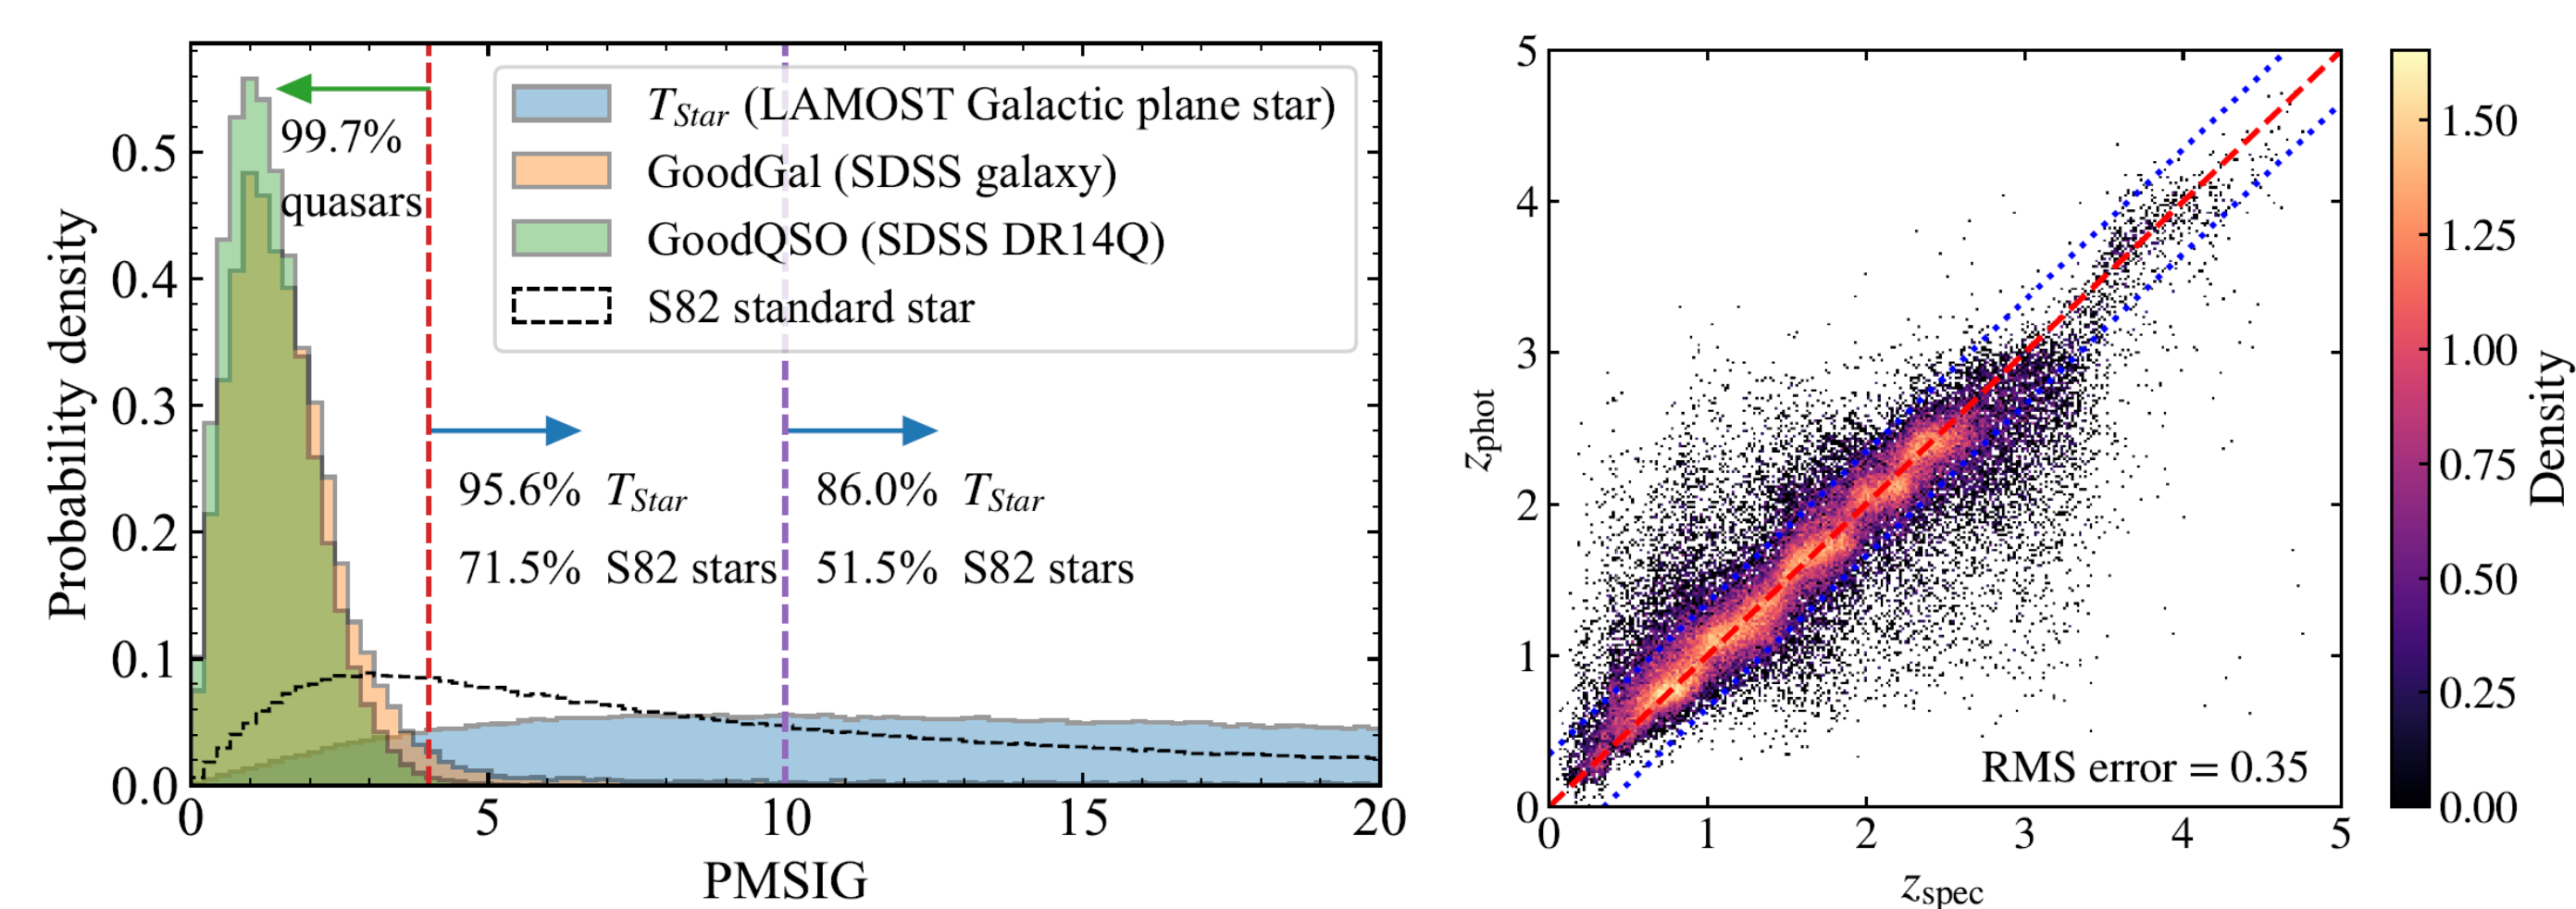 0.5
0.4
0.3
0.2
0.1
0.0
Probability density
0 5 10 15 20
PMSIG
99.7%
quasars
T_Star (LAMOST Galactic plane star)
GoodGal (SDSS galaxy)
GoodQSO (SDSS DR14Q)
S82 standard star
95.6% T_Star
71.5% S82 stars
86.0% T_Star
51.5% S82 stars
5
4
3
2
1
0
z_phot
0 1 2 3 4 5
z_spec
RMS error = 0.35
1.50
1.25
1.00
0.75
0.50
0.25
0.00
Density